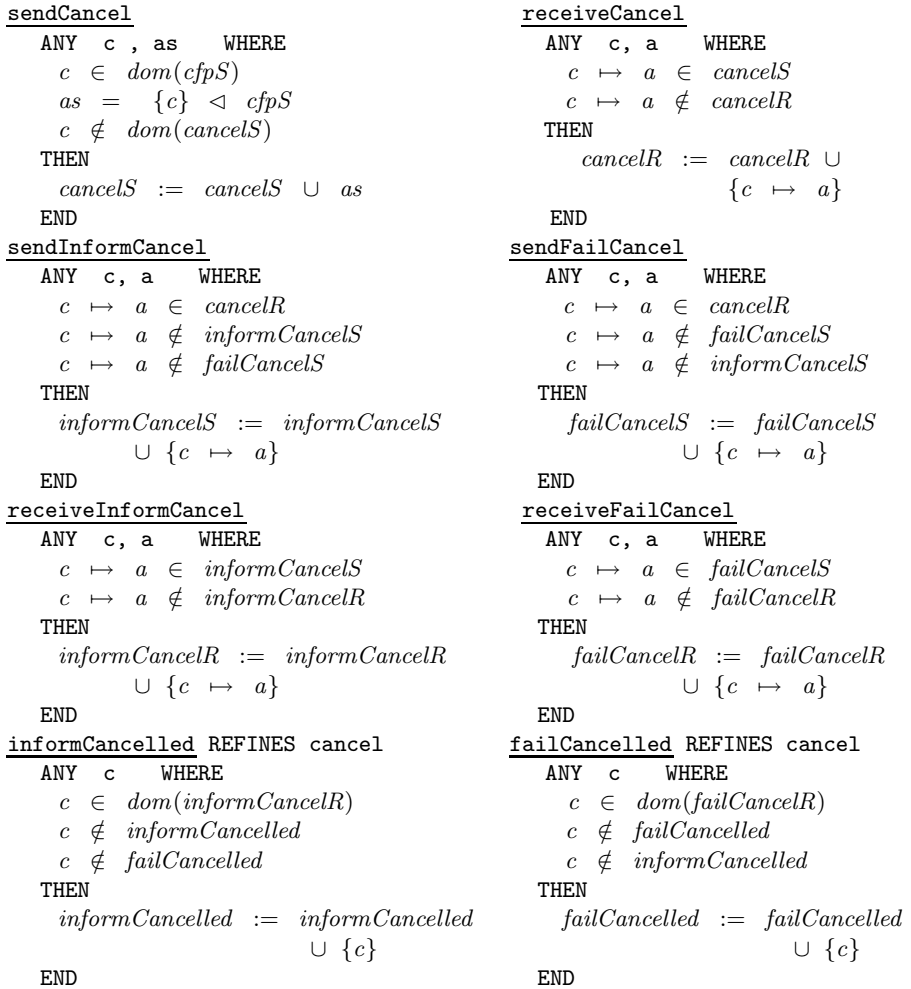 sendCancel
ANY c , as WHERE
c ∈ dom(cfpS)
as = {c} ◁ cfpS
c ∉ dom(cancelS)
THEN
cancelS := cancelS ∪ as
END
receiveCancel
ANY c, a WHERE
c ↦ a ∈ cancelS
c ↦ a ∉ cancelR
THEN
cancelR := cancelR ∪
{c ↦ a}
END
sendInformCancel
ANY c, a WHERE
c ↦ a ∈ cancelR
c ↦ a ∉ informCancelS
c ↦ a ∉ failCancelS
THEN
informCancelS := informCancelS
∪ {c ↦ a}
END
sendFailCancel
ANY c, a WHERE
c ↦ a ∈ cancelR
c ↦ a ∉ failCancelS
c ↦ a ∉ informCancelS
THEN
failCancelS := failCancelS
∪ {c ↦ a}
END
receiveInformCancel
ANY c, a WHERE
c ↦ a ∈ informCancelS
c ↦ a ∉ informCancelR
THEN
informCancelR := informCancelR
∪ {c ↦ a}
END
receiveFailCancel
ANY c, a WHERE
c ↦ a ∈ failCancelS
c ↦ a ∉ failCancelR
THEN
failCancelR := failCancelR
∪ {c ↦ a}
END
informCancelled REFINES cancel
ANY c WHERE
c ∈ dom(informCancelR)
c ∉ informCancelled
c ∉ failCancelled
THEN
informCancelled := informCancelled
∪ {c}
END
failCancelled REFINES cancel
ANY c WHERE
c ∈ dom(failCancelR)
c ∉ failCancelled
c ∉ informCancelled
THEN
failCancelled := failCancelled
∪ {c}
END